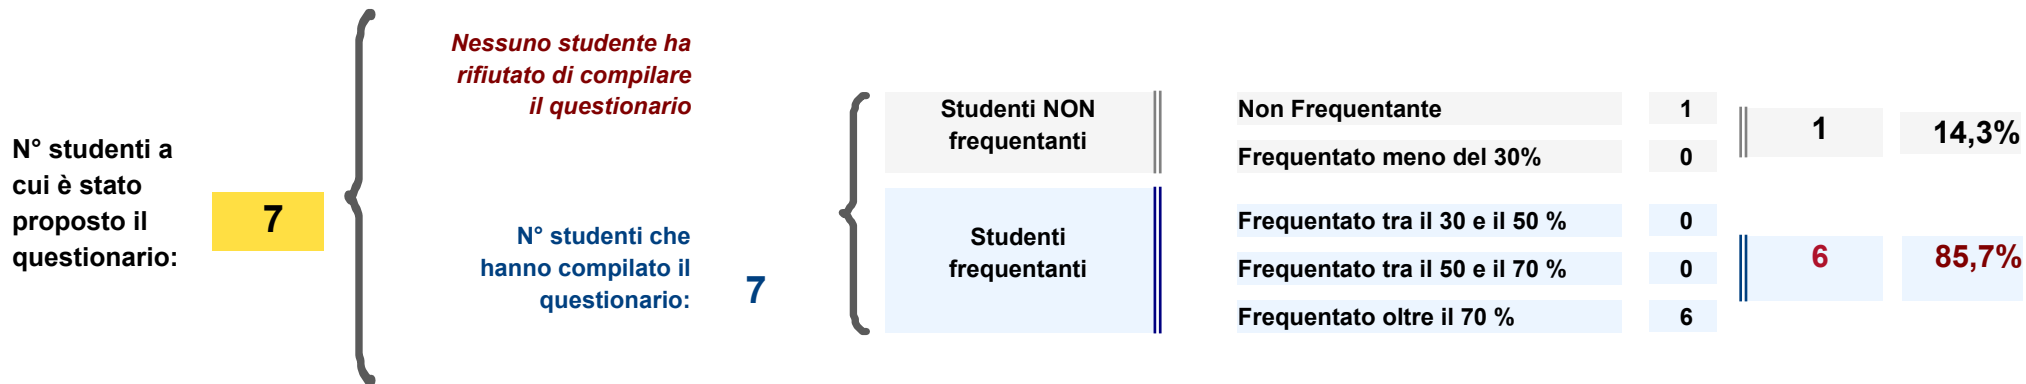 N° studenti a
cui è stato
proposto il
questionario:
7
Nessuno studente ha
rifiutato di compilare
il questionario
N° studenti che
hanno compilato il
questionario:
7
Studenti NON
frequentanti
Non Frequentante 1
Frequentato meno del 30% 0
1 14,3%
Studenti
frequentanti
Frequentato tra il 30 e il 50 % 0
Frequentato tra il 50 e il 70 % 0
Frequentato oltre il 70 % 6
6 85,7%